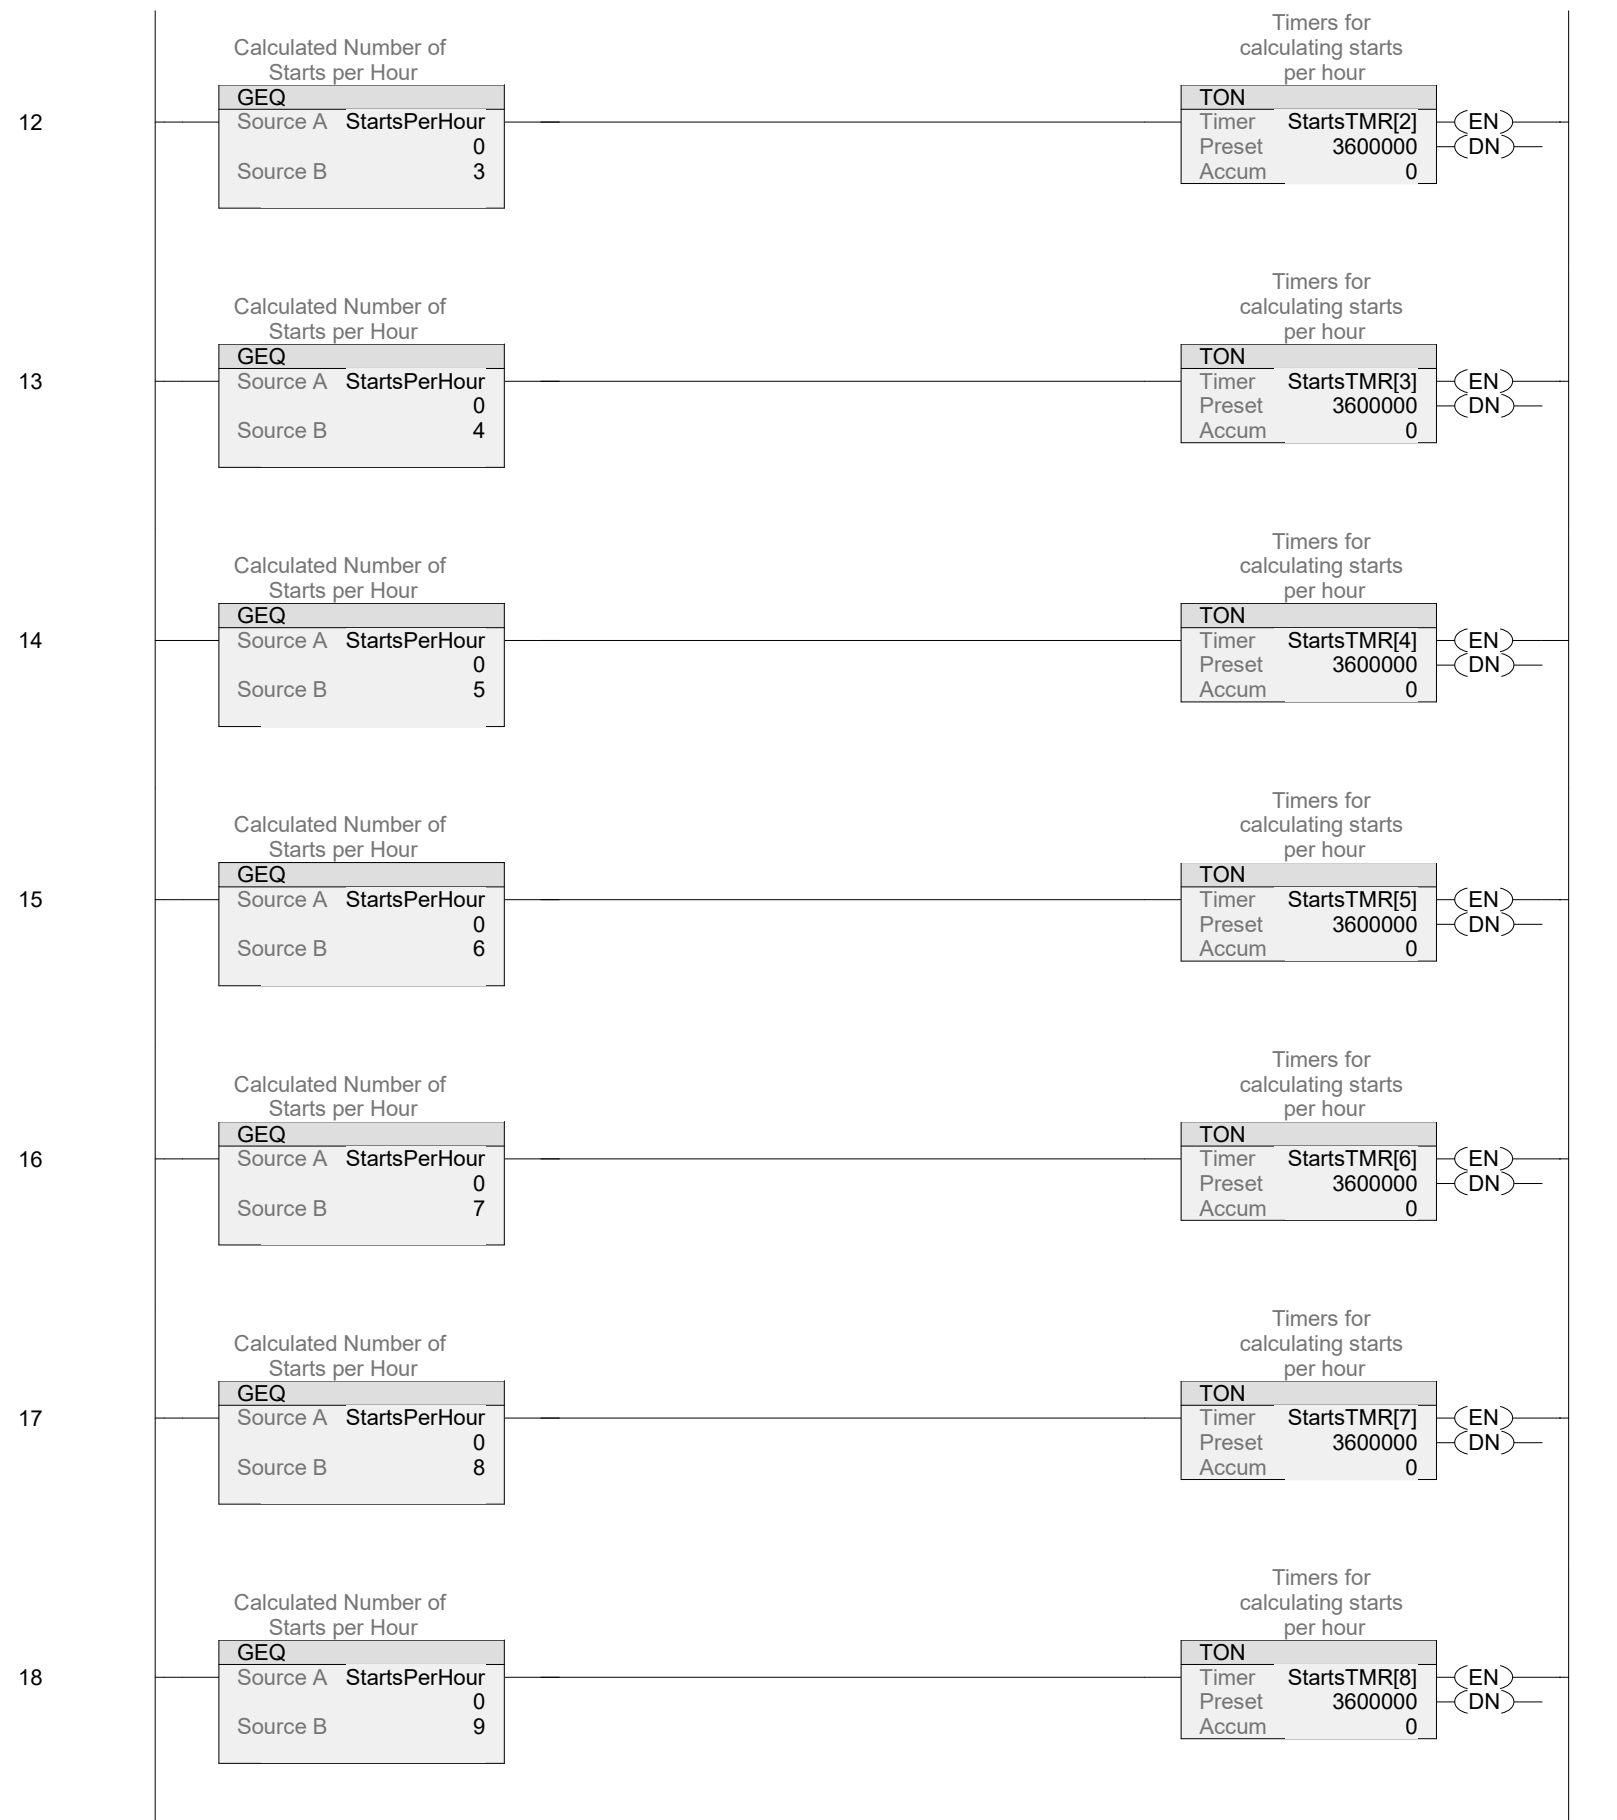 Calculated Number of
Starts per Hour
Timers for
calculating starts
per hour
12
GEQ
Source A StartsPerHour
0
Source B 3
TON
Timer StartsTMR[2]
Preset 3600000
Accum 0
EN
DN
Calculated Number of
Starts per Hour
Timers for
calculating starts
per hour
13
GEQ
Source A StartsPerHour
0
Source B 4
TON
Timer StartsTMR[3]
Preset 3600000
Accum 0
EN
DN
Calculated Number of
Starts per Hour
Timers for
calculating starts
per hour
14
GEQ
Source A StartsPerHour
0
Source B 5
TON
Timer StartsTMR[4]
Preset 3600000
Accum 0
EN
DN
Calculated Number of
Starts per Hour
Timers for
calculating starts
per hour
15
GEQ
Source A StartsPerHour
0
Source B 6
TON
Timer StartsTMR[5]
Preset 3600000
Accum 0
EN
DN
Calculated Number of
Starts per Hour
Timers for
calculating starts
per hour
16
GEQ
Source A StartsPerHour
0
Source B 7
TON
Timer StartsTMR[6]
Preset 3600000
Accum 0
EN
DN
Calculated Number of
Starts per Hour
Timers for
calculating starts
per hour
17
GEQ
Source A StartsPerHour
0
Source B 8
TON
Timer StartsTMR[7]
Preset 3600000
Accum 0
EN
DN
Calculated Number of
Starts per Hour
Timers for
calculating starts
per hour
18
GEQ
Source A StartsPerHour
0
Source B 9
TON
Timer StartsTMR[8]
Preset 3600000
Accum 0
EN
DN